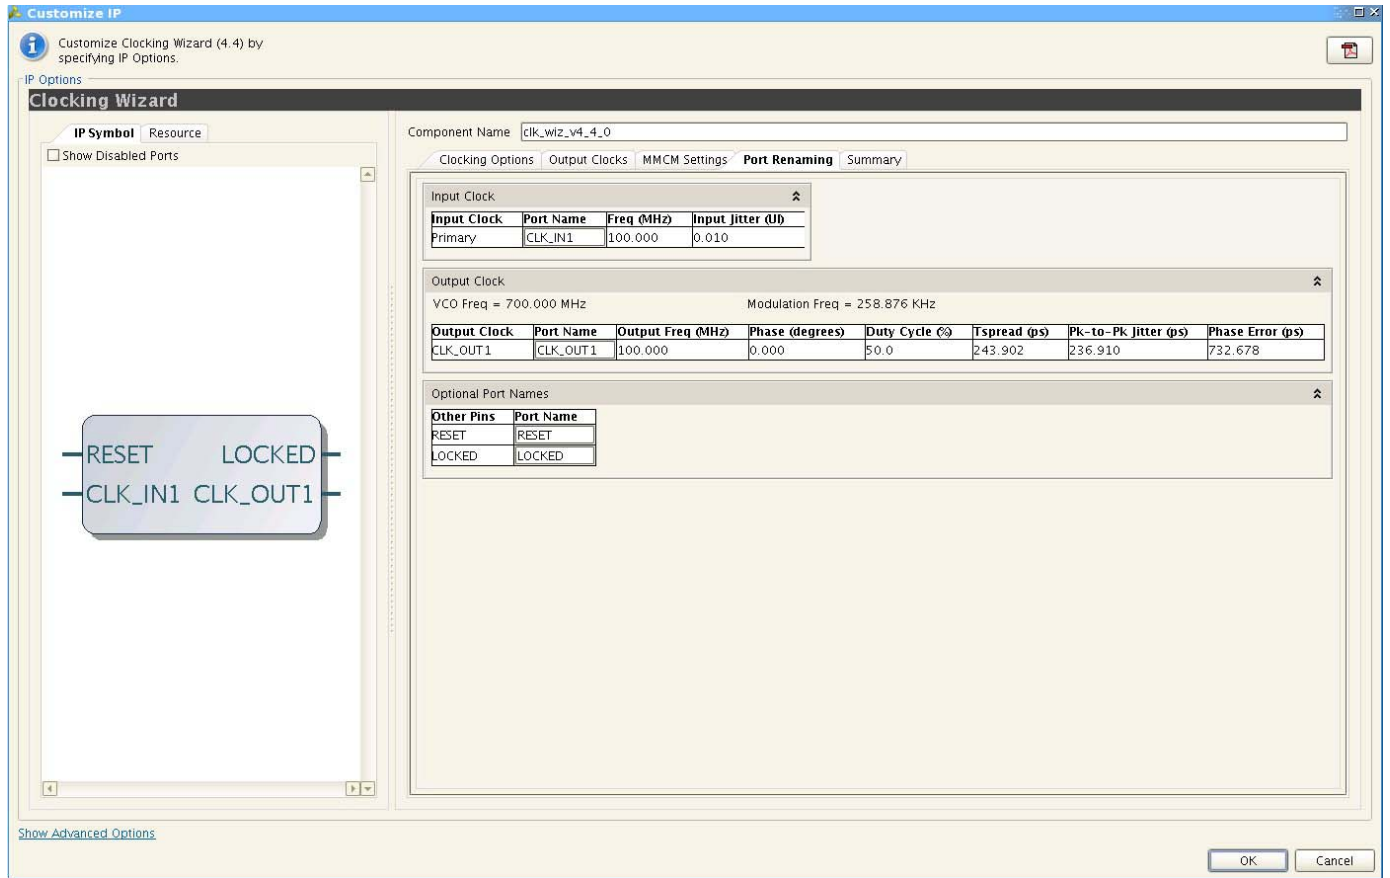 Customize IP
Customize Clocking Wizard (4.4) by
specifying IP Options.
IP Options
Clocking Wizard
IP Symbol Resource
Show Disabled Ports
RESET LOCKED
CLK_IN1 CLK_OUT1
Component Name clk_wiz_v4_4_0
Clocking Options Output Clocks MMCM Settings Port Renaming Summary
Input Clock
Input Clock Port Name Freq (MHz) Input Jitter (UI)
Primary CLK_IN1 100.000 0.010
Output Clock
VCO Freq = 700.000 MHz Modulation Freq = 258.876 KHz
Output Clock Port Name Output Freq (MHz) Phase (degrees) Duty Cycle (%) Tspread (ps) Pk-to-Pk Jitter (ps) Phase Error (ps)
CLK_OUT1 CLK_OUT1 100.000 0.000 50.0 243.902 236.910 732.678
Optional Port Names
Other Pins Port Name
RESET RESET
LOCKED LOCKED
Show Advanced Options
OK Cancel